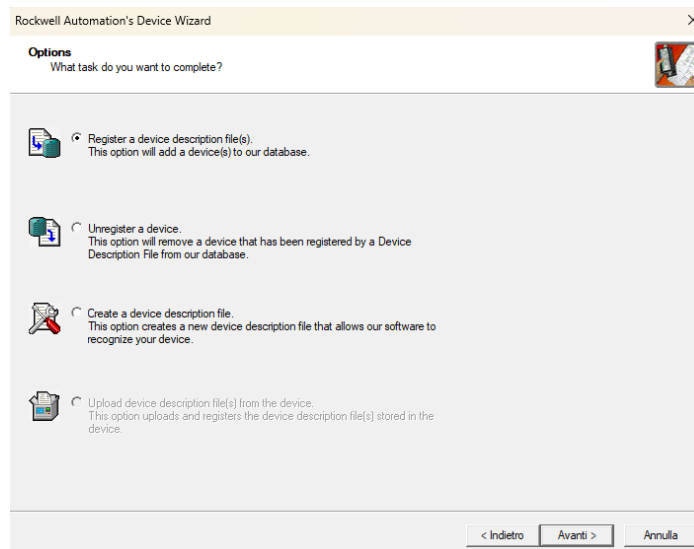 Rockwell Automation's Device Wizard
Options
What task do you want to complete?
Register a device description file(s).
This option will add a device(s) to our database.
Unregister a device.
This option will remove a device that has been registered by a Device
Description File from our database.
Create a device description file.
This option creates a new device description file that allows our software to
recognize your device.
Upload device description file(s) from the device.
This option uploads and registers the device description file(s) stored in the
device.
< Indietro
Avanti >
Annulla